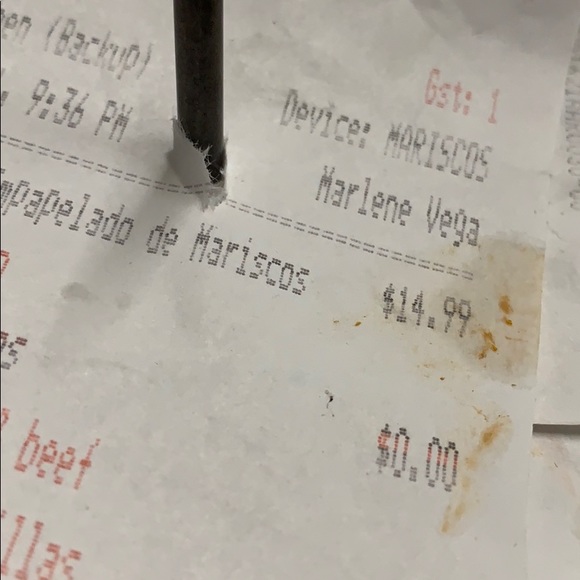 en (Backup)
Gst: 1
9:36 PM
Device: MARISCOS
Marlene Vega
mpapelado de Mariscos $14.99
$0.00
beef
llas